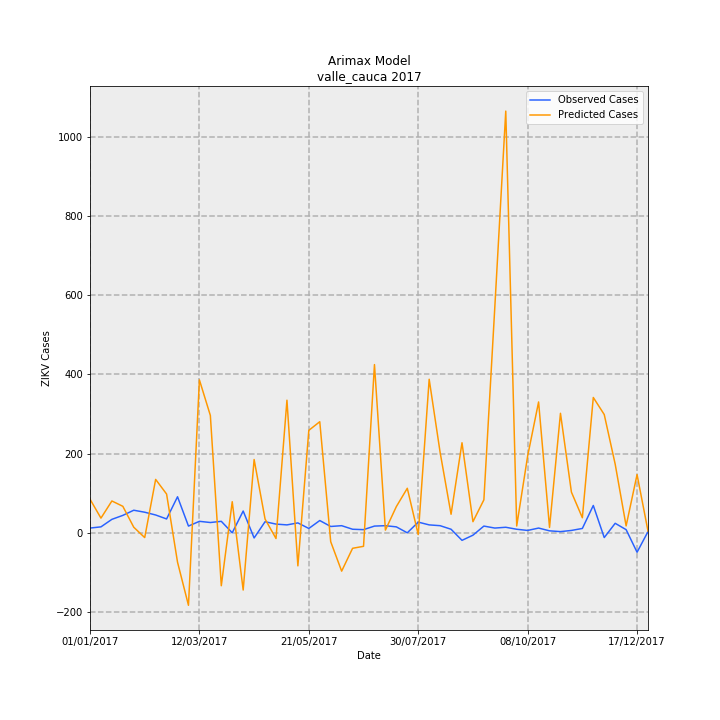 Arimax Model
valle_cauca 2017
Observed Cases
Predicted Cases
1000
800
600
400
200
0
−200
ZIKV Cases
01/01/2017
12/03/2017
21/05/2017
30/07/2017
08/10/2017
17/12/2017
Date